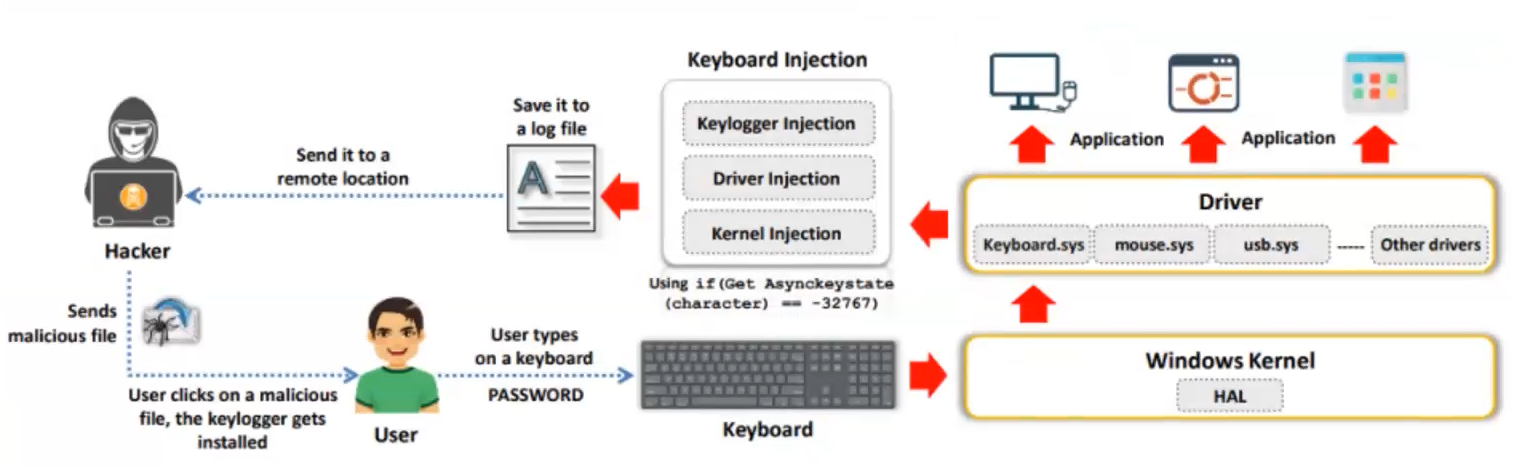 Keyboard Injection
Keylogger Injection
Driver Injection
Kernel Injection
Using if(Get Asynckeystate
(character) == -32767)
Save it to
a log file
Send it to a
remote location
Hacker
Sends
malicious file
User clicks on a malicious
file, the keylogger gets
installed
User
User types
on a keyboard
PASSWORD
Keyboard
Application
Application
Driver
Keyboard.sys
mouse.sys
usb.sys
-----
Other drivers
Windows Kernel
HAL
A